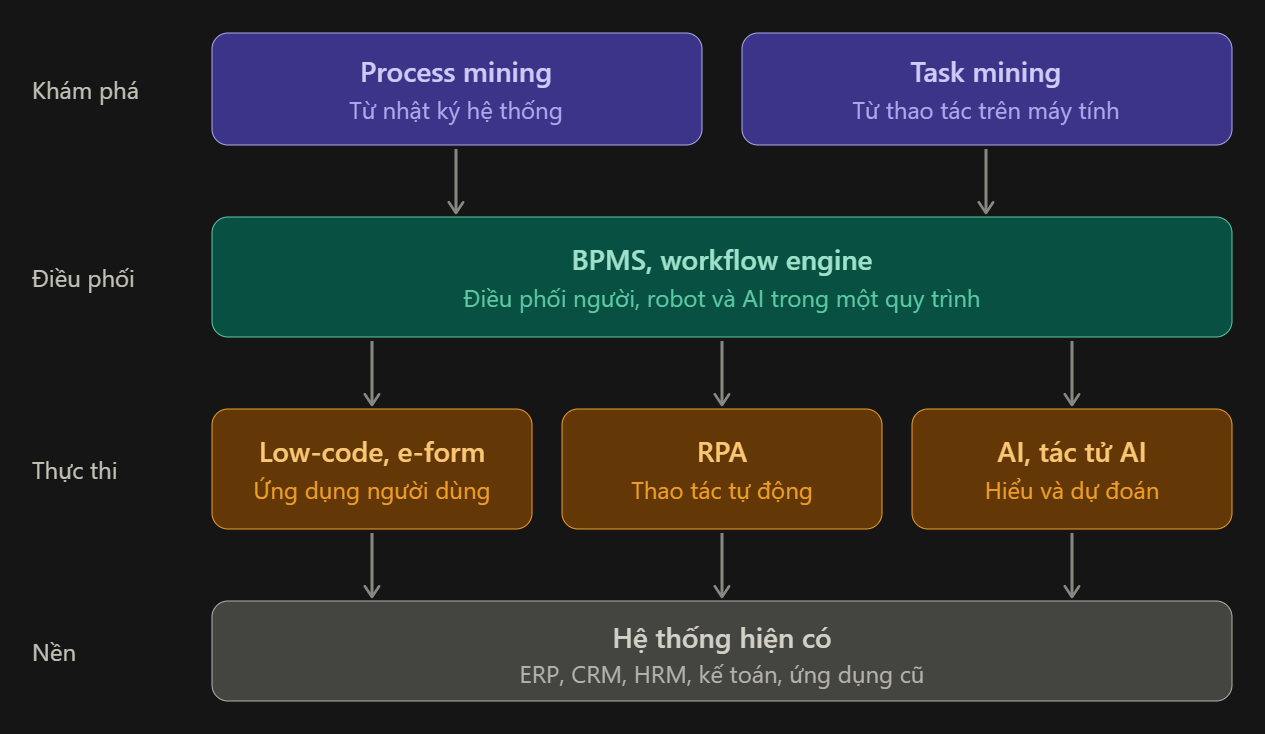 Khám phá
Process mining
Từ nhật ký hệ thống
Task mining
Từ thao tác trên máy tính
Điều phối
BPMS, workflow engine
Điều phối người, robot và AI trong một quy trình
Thực thi
Low-code, e-form
Ứng dụng người dùng
RPA
Thao tác tự động
AI, tác tử AI
Hiểu và dự đoán
Nền
Hệ thống hiện có
ERP, CRM, HRM, kế toán, ứng dụng cũ